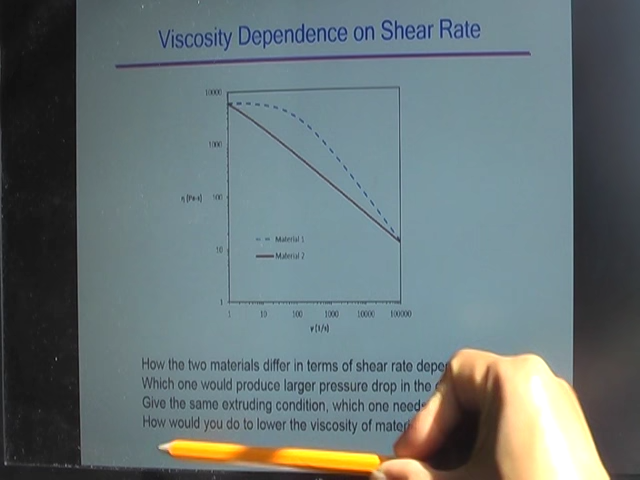 Viscosity Dependence on Shear Rate
10000
1000
100
10
1
η [Pa-s]
Material 1
Material 2
1 10 100 1000 10000 100000
[1/s]
How the two materials differ in terms of shear rate
Which one would produce larger pressure drop in the
Give the same extruding condition, which one
How would you do to lower the viscosity of